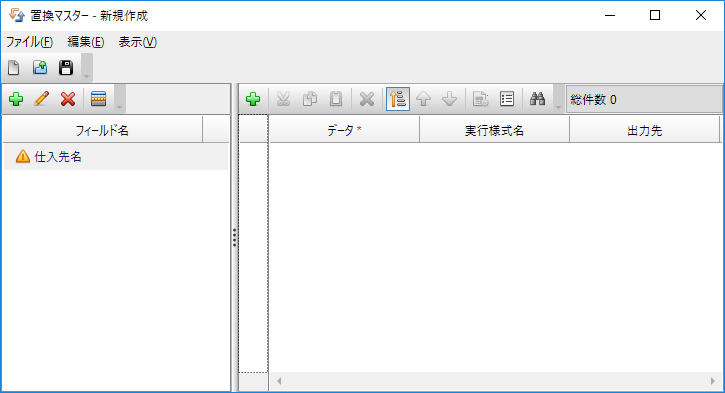 置換マスター - 新規作成
ファイル(F) 編集(E) 表示(V)
総件数 0
フィールド名
データ * 実行様式名 出力先
仕入先名